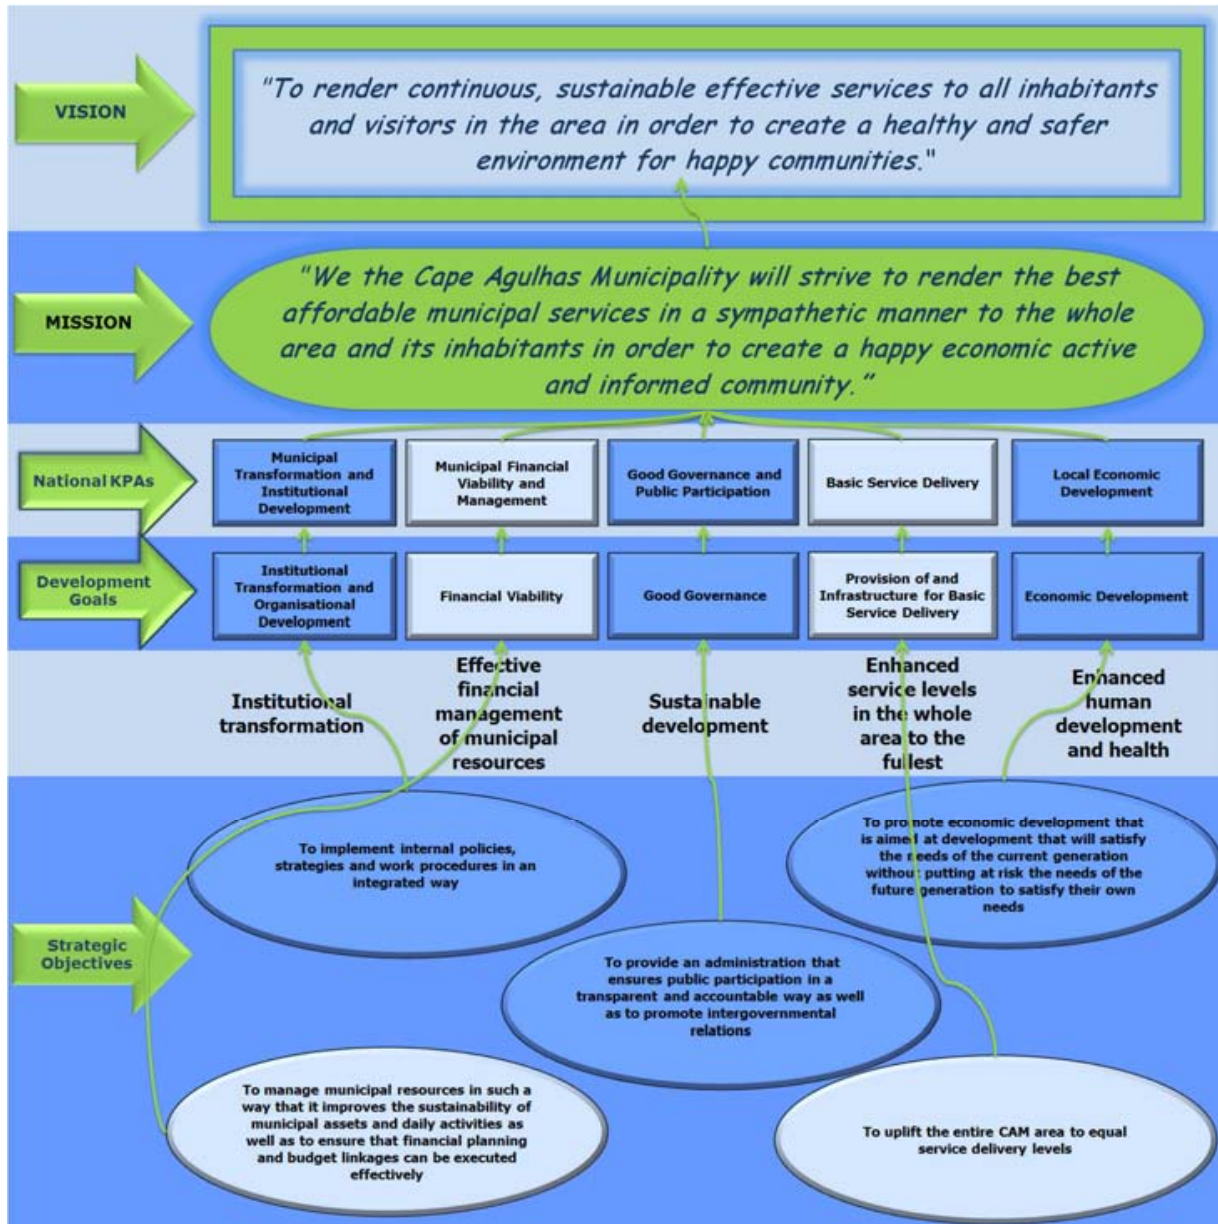 VISION
"To render continuous, sustainable effective services to all inhabitants
and visitors in the area in order to create a healthy and safer
environment for happy communities."
MISSION
"We the Cape Agulhas Municipality will strive to render the best
affordable municipal services in a sympathetic manner to the whole
area and its inhabitants in order to create a happy economic active
and informed community."
National KPAs
Municipal
Transformation and
Institutional
Development
Municipal Financial
Viability and
Management
Good Governance and
Public Participation
Basic Service Delivery
Local Economic
Development
Development
Goals
Institutional
Transformation and
Organisational
Development
Financial Viability
Good Governance
Provision of and
Infrastructure for Basic
Service Delivery
Economic Development
Institutional
transformation
Effective
financial
management
of municipal
resources
Sustainable
development
Enhanced
service levels
in the whole
area to the
fullest
Enhanced
human
development
and health
Strategic
Objectives
To implement internal policies,
strategies and work procedures in an
integrated way
To promote economic development that
is aimed at development that will satisfy
the needs of the current generation
without putting at risk the needs of the
future generation to satisfy their own
needs
To provide an administration that
ensures public participation in a
transparent and accountable way as well
as to promote intergovernmental
relations
To manage municipal resources in such a
way that it improves the sustainability of
municipal assets and daily activities as
well as to ensure that financial planning
and budget linkages can be executed
effectively
To uplift the entire CAM area to equal
service delivery levels